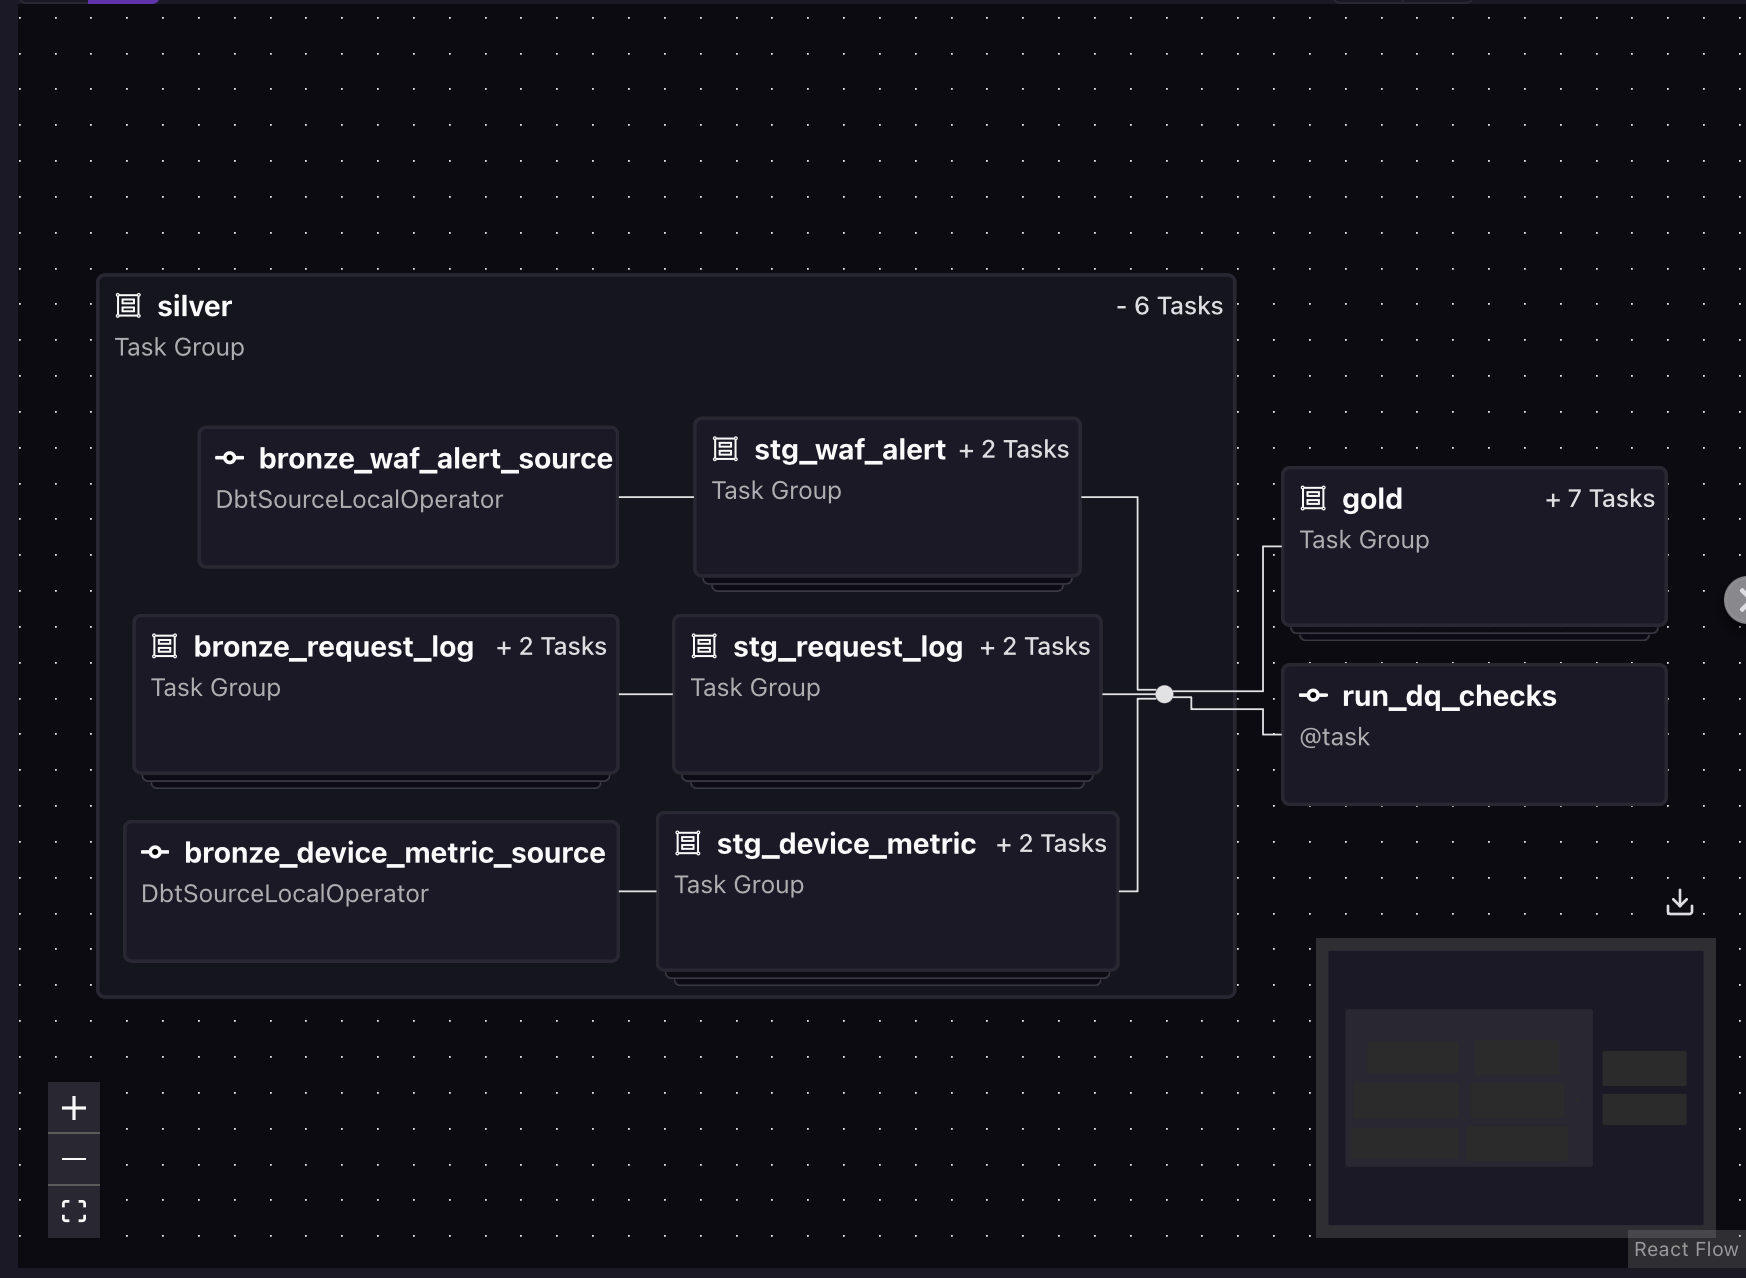 silver - 6 Tasks
Task Group
bronze_waf_alert_source
DbtSourceLocalOperator
stg_waf_alert + 2 Tasks
Task Group
bronze_request_log + 2 Tasks
Task Group
stg_request_log + 2 Tasks
Task Group
bronze_device_metric_source
DbtSourceLocalOperator
stg_device_metric + 2 Tasks
Task Group
gold + 7 Tasks
Task Group
run_dq_checks
@task
React Flow